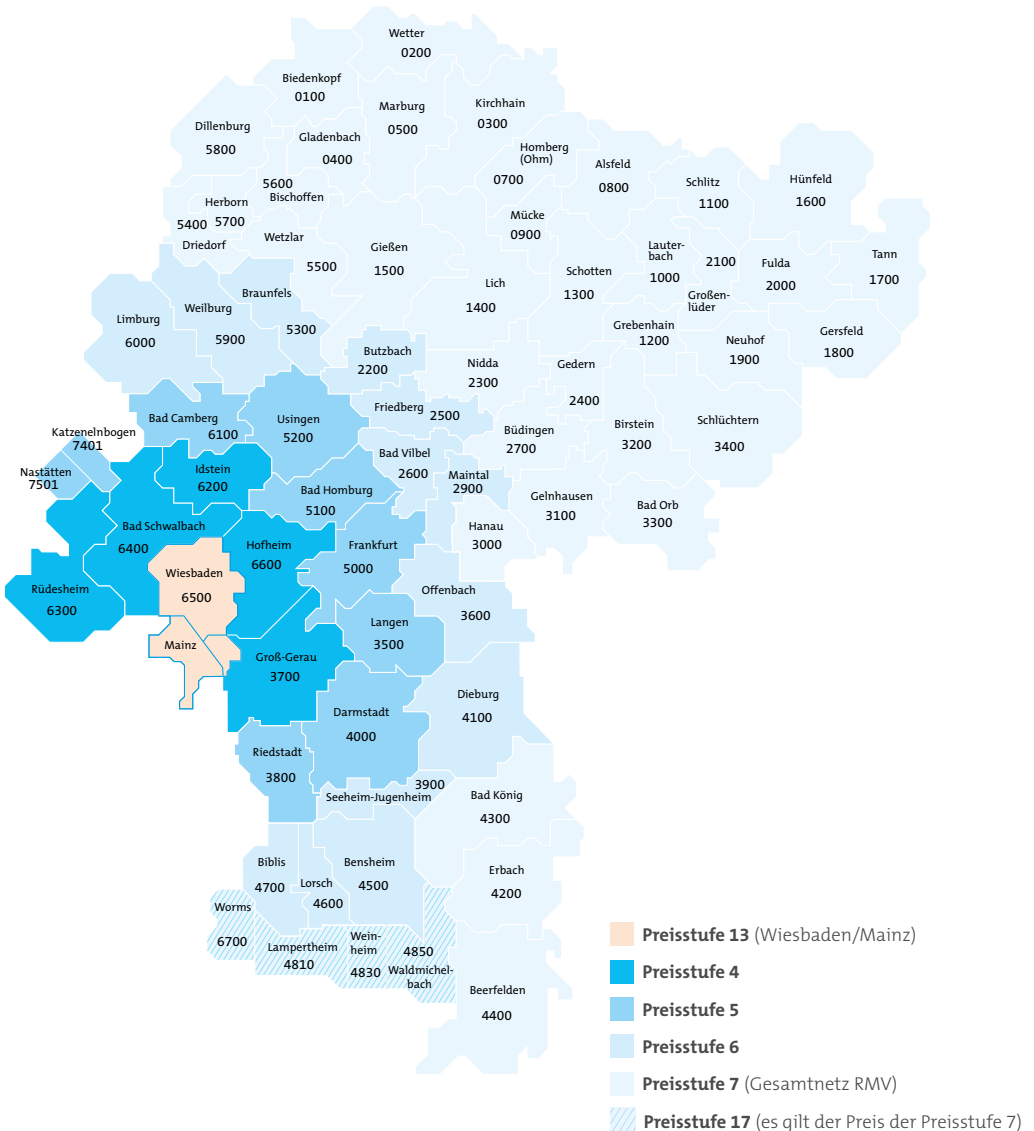 Wetter
0200
Biedenkopf
0100
Marburg
0500
Kirchhain
0300
Dillenburg
5800
Gladenbach
0400
Homberg
(Ohm)
0700
Alsfeld
0800
Schlitz
1100
Hünfeld
1600
5600
Bischoffen
Herborn
5700
5400
Driedorf
Wetzlar
5500
Gießen
1500
Mücke
0900
Lauter-
bach
1000
2100
Großen-
lüder
Fulda
2000
Tann
1700
Schotten
1300
Lich
1400
Braunfels
5300
Weilburg
5900
Limburg
6000
Grebenhain
1200
Neuhof
1900
Gersfeld
1800
Butzbach
2200
Nidda
2300
Gedern
2400
Friedberg
2500
Bad Camberg
6100
Usingen
5200
Büdingen
2700
Birstein
3200
Schlüchtern
3400
Katzenelnbogen
7401
Nastätten
7501
Idstein
6200
Bad Vilbel
2600
Maintal
2900
Bad Homburg
5100
Gelnhausen
3100
Bad Orb
3300
Bad Schwalbach
6400
Hofheim
6600
Frankfurt
5000
Hanau
3000
Wiesbaden
6500
Rüdesheim
6300
Offenbach
3600
Langen
3500
Mainz
Groß-Gerau
3700
Dieburg
4100
Darmstadt
4000
Riedstadt
3800
3900
Seeheim-Jugenheim
Bad König
4300
Biblis
4700
Lorsch
4600
Bensheim
4500
Erbach
4200
Worms
6700
Lampertheim
4810
Wein-
heim
4830
4850
Waldmichel-
bach
Beerfelden
4400
Preisstufe 13 (Wiesbaden/Mainz)
Preisstufe 4
Preisstufe 5
Preisstufe 6
Preisstufe 7 (Gesamtnetz RMV)
Preisstufe 17 (es gilt der Preis der Preisstufe 7)